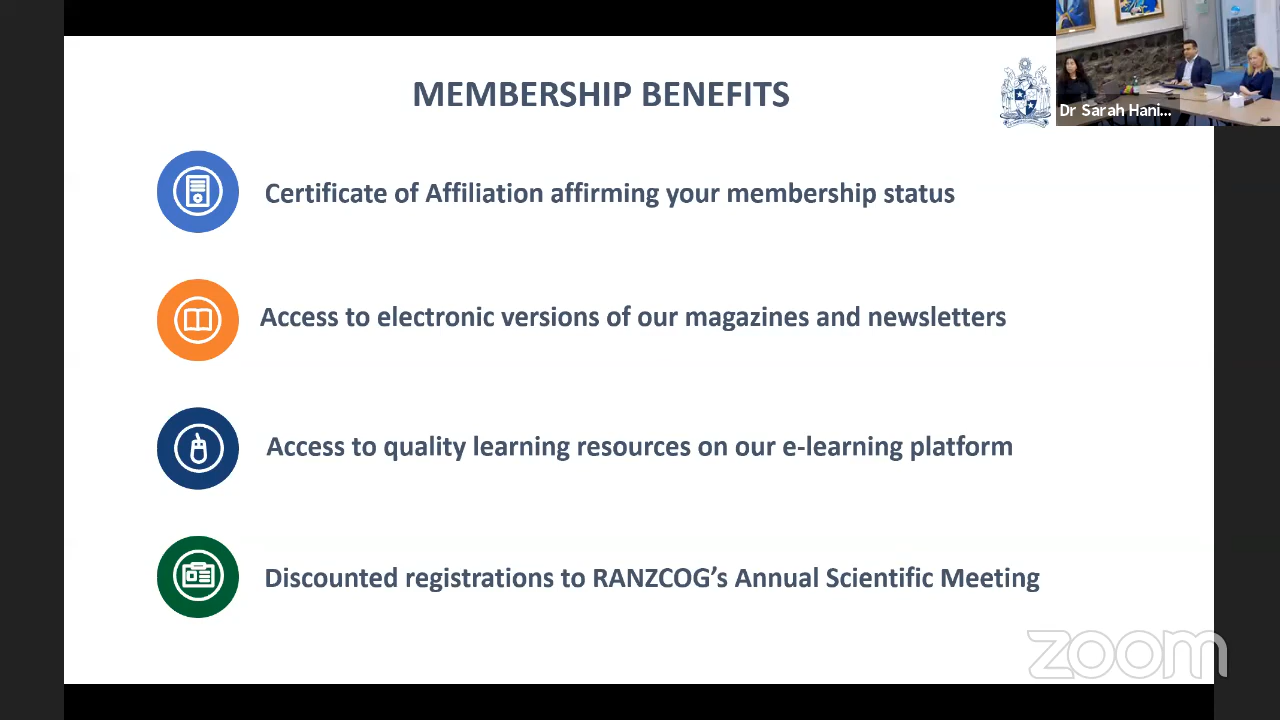 MEMBERSHIP BENEFITS
Dr Sarah Hani...
Certificate of Affiliation affirming your membership status
Access to electronic versions of our magazines and newsletters
Access to quality learning resources on our e-learning platform
Discounted registrations to RANZCOG’s Annual Scientific Meeting
zoom